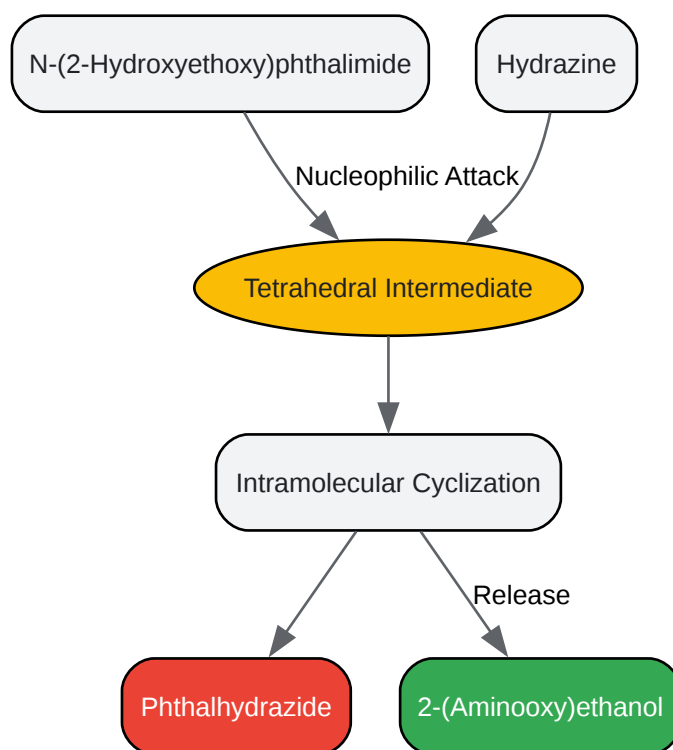 N-(2-Hydroxyethoxy)phthalimide
Hydrazine
Nucleophilic Attack
Tetrahedral Intermediate
Intramolecular Cyclization
Release
Phthalhydrazide
2-(Aminooxy)ethanol